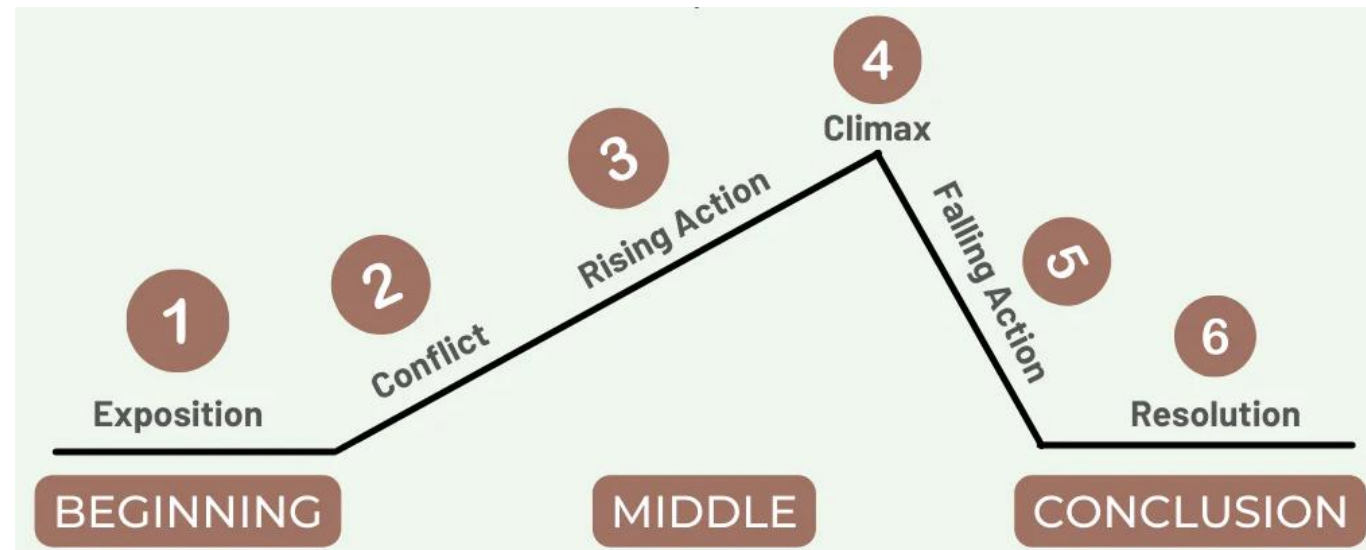 1
Exposition
2
Conflict
3
Rising Action
4
Climax
Falling Action
5
6
Resolution
BEGINNING
MIDDLE
CONCLUSION